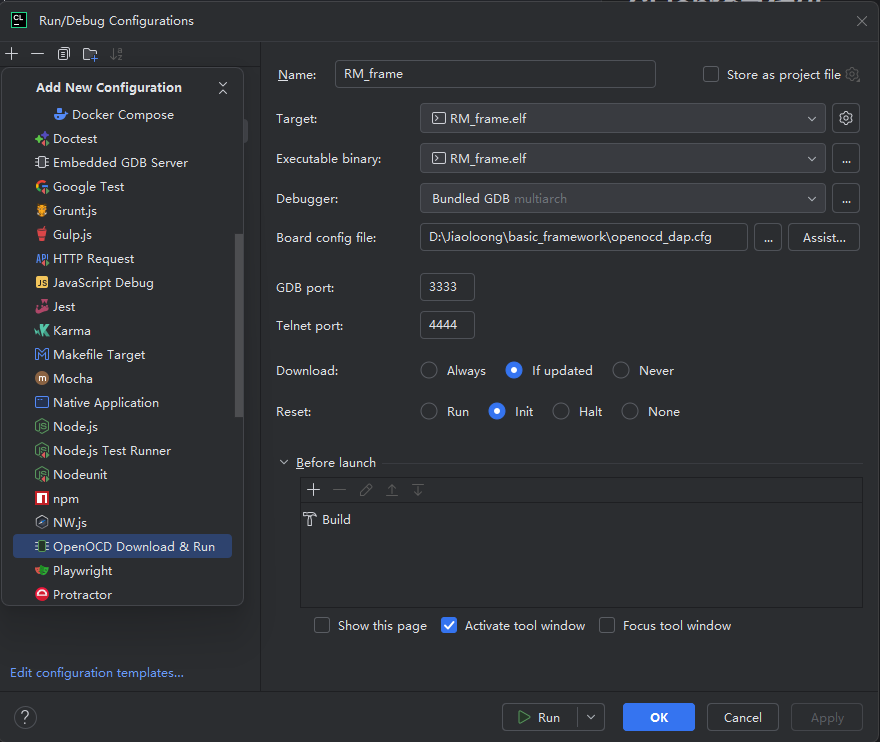 CL Run/Debug Configurations
Add New Configuration
Docker Compose
Doctest
Embedded GDB Server
Google Test
Grunt.js
Gulp.js
API HTTP Request
JS JavaScript Debug
Jest
Karma
Makefile Target
m Mocha
Native Application
Node.js
Node.js Test Runner
Nodeunit
npm
NW.js
OpenOCD Download & Run
Playwright
Protractor
Edit configuration templates...
Name: RM_frame Store as project file
Target: RM_frame.elf
Executable binary: RM_frame.elf ...
Debugger: Bundled GDB multiarch ...
Board config file: D:\Jiaoloong\basic_framework\openocd_dap.cfg ... Assist...
GDB port: 3333
Telnet port: 4444
Download: Always If updated Never
Reset: Run Init Halt None
Before launch
Build
Show this page Activate tool window Focus tool window
? Run OK Cancel Apply